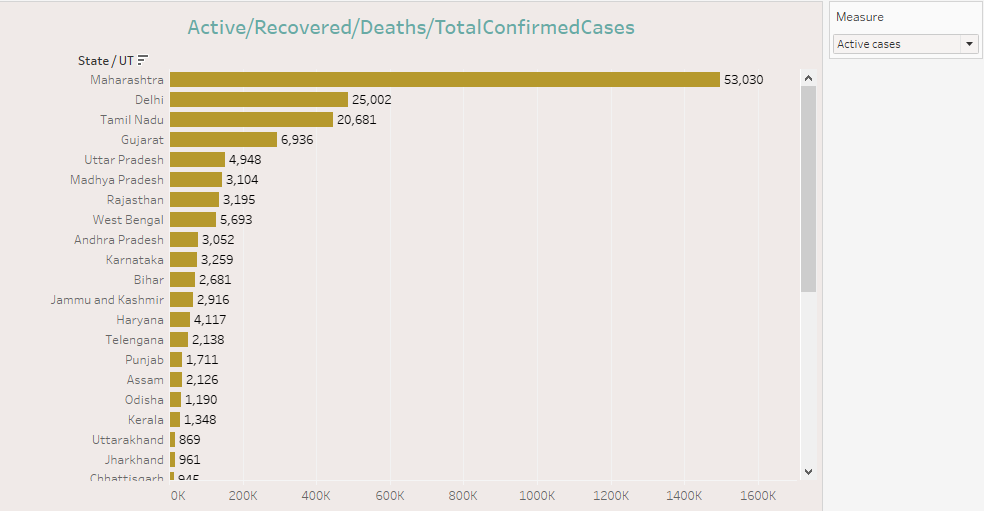 Active/Recovered/Deaths/TotalConfirmedCases
Measure
Active cases
State / UT
Maharashtra 53,030
Delhi 25,002
Tamil Nadu 20,681
Gujarat 6,936
Uttar Pradesh 4,948
Madhya Pradesh 3,104
Rajasthan 3,195
West Bengal 5,693
Andhra Pradesh 3,052
Karnataka 3,259
Bihar 2,681
Jammu and Kashmir 2,916
Haryana 4,117
Telengana 2,138
Punjab 1,711
Assam 2,126
Odisha 1,190
Kerala 1,348
Uttarakhand 869
Jharkhand 961
Chhattisgarh 945
0K 200K 400K 600K 800K 1000K 1200K 1400K 1600K